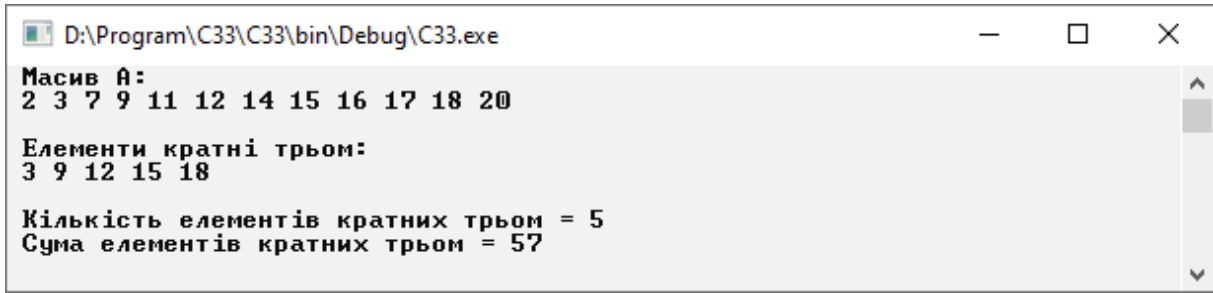 D:\Program\C33\C33\bin\Debug\C33.exe
Масив А:
2 3 7 9 11 12 14 15 16 17 18 20
Елементи кратні трьом:
3 9 12 15 18
Кількість елементів кратних трьом = 5
Сума елементів кратних трьом = 57